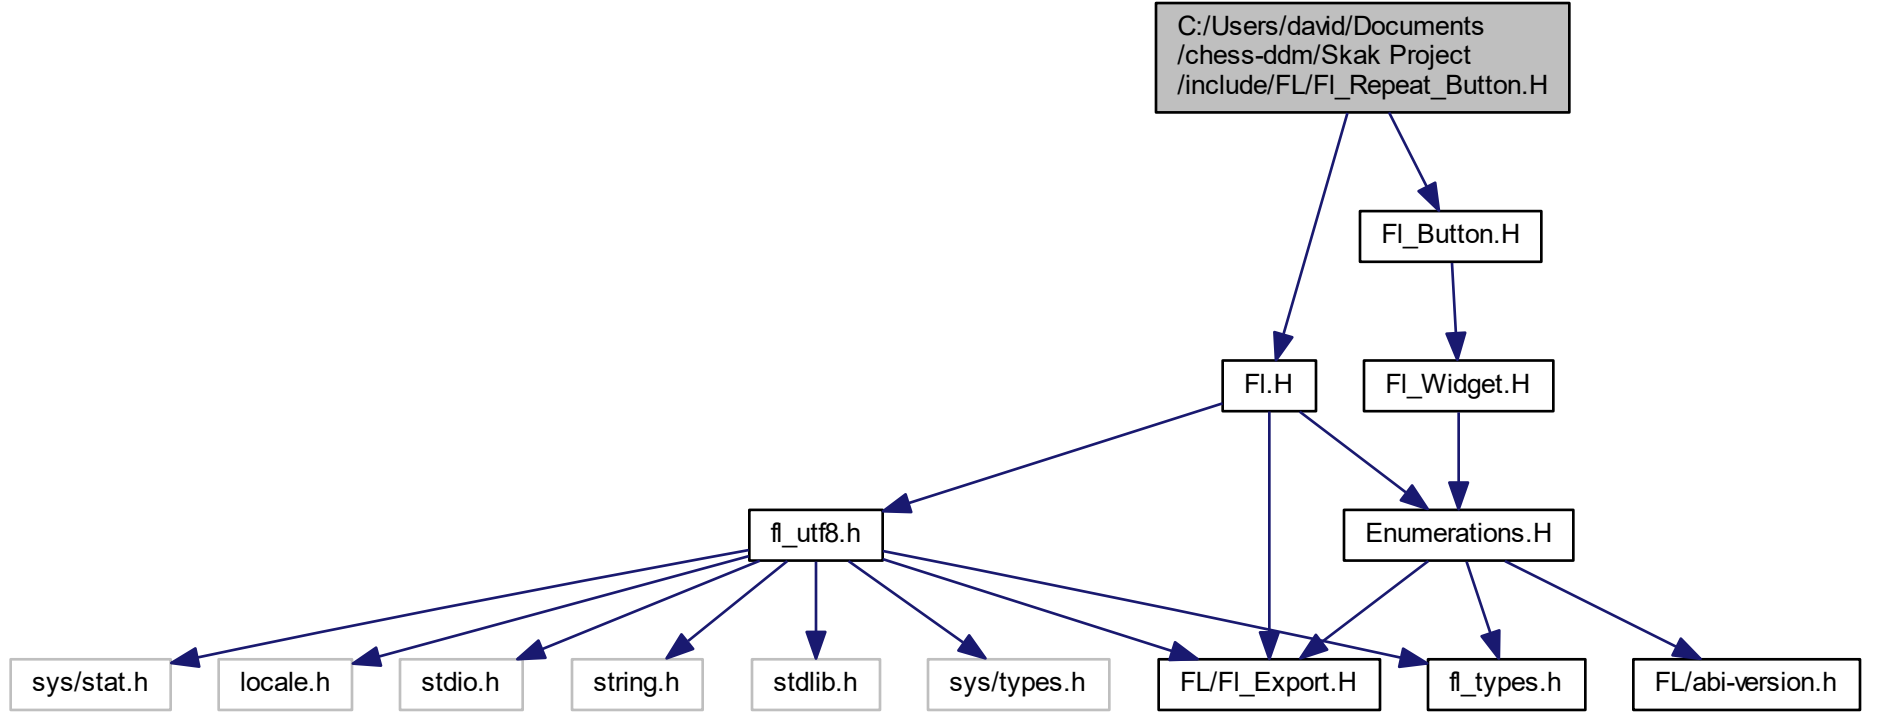 C:/Users/david/Documents
/chess-ddm/Skak Project
/include/FL/Fl_Repeat_Button.H
Fl_Button.H
Fl.H
Fl_Widget.H
fl_utf8.h
Enumerations.H
sys/stat.h
locale.h
stdio.h
string.h
stdlib.h
sys/types.h
FL/Fl_Export.H
fl_types.h
FL/abi-version.h